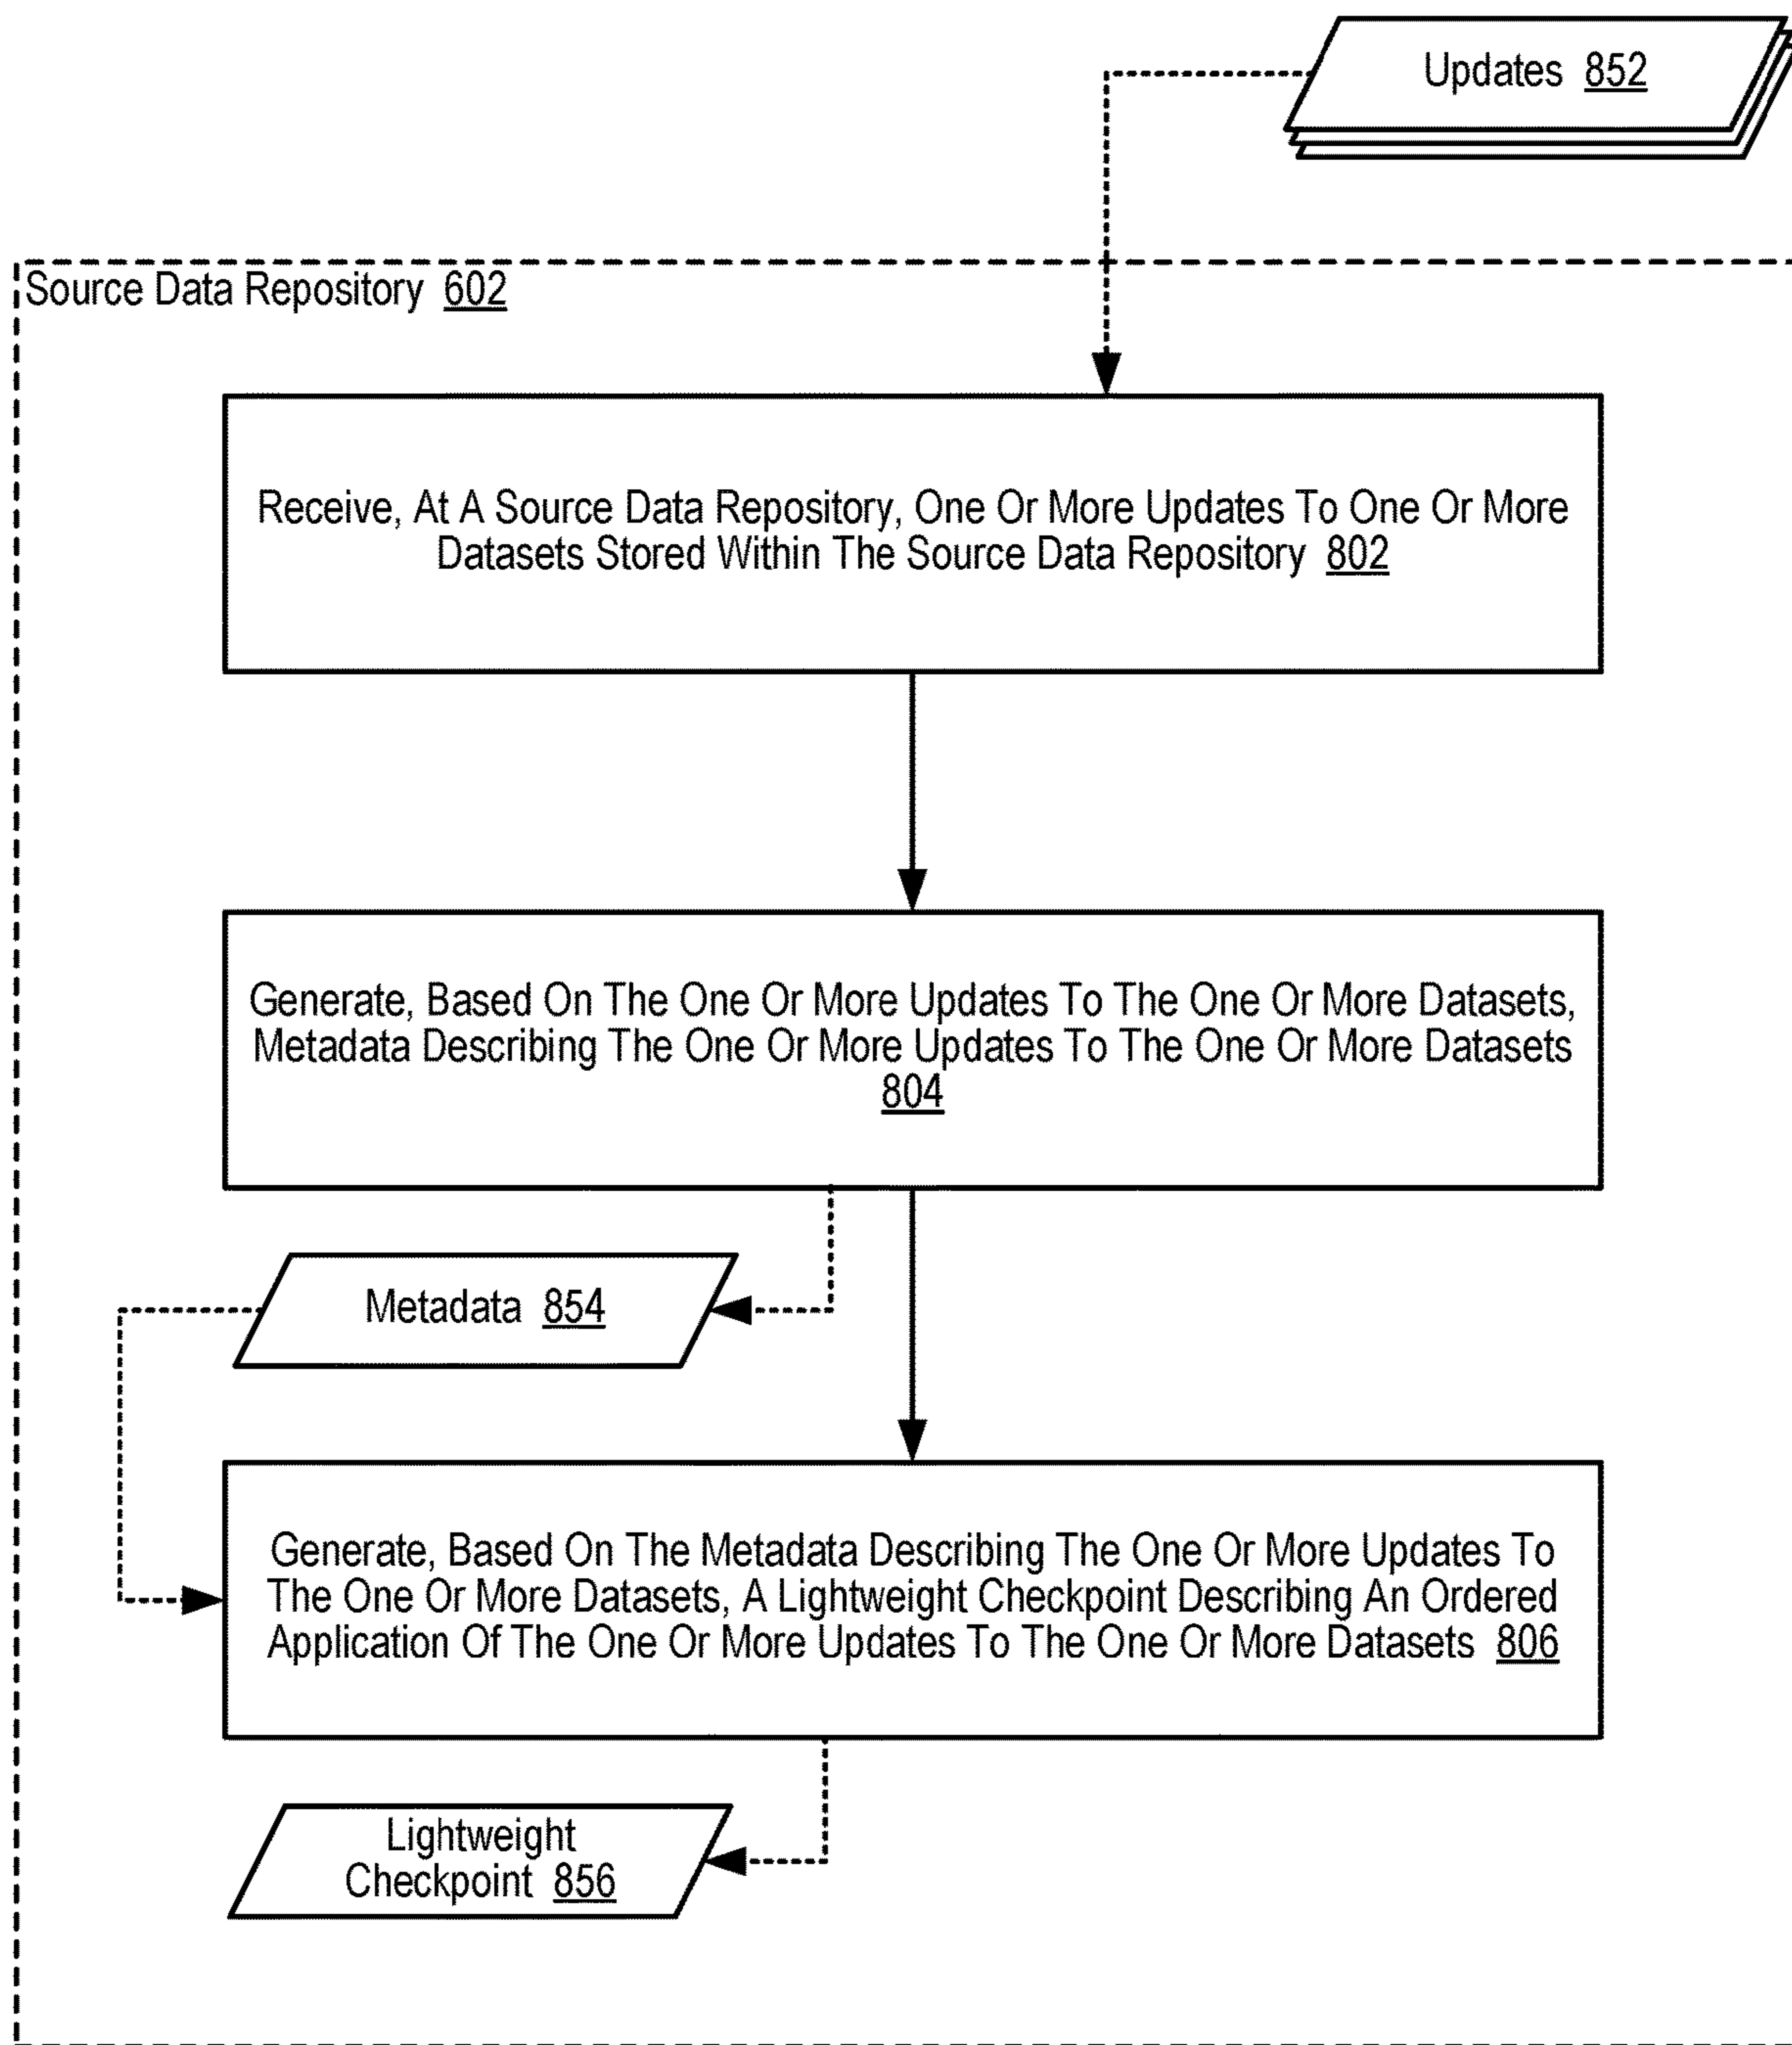 Updates 852
Source Data Repository 602
Receive, At A Source Data Repository, One Or More Updates To One Or More
Datasets Stored Within The Source Data Repository 802
Generate, Based On The One Or More Updates To The One Or More Datasets,
Metadata Describing The One Or More Updates To The One Or More Datasets
804
Metadata 854
Generate, Based On The Metadata Describing The One Or More Updates To
The One Or More Datasets, A Lightweight Checkpoint Describing An Ordered
Application Of The One Or More Updates To The One Or More Datasets 806
Lightweight
Checkpoint 856